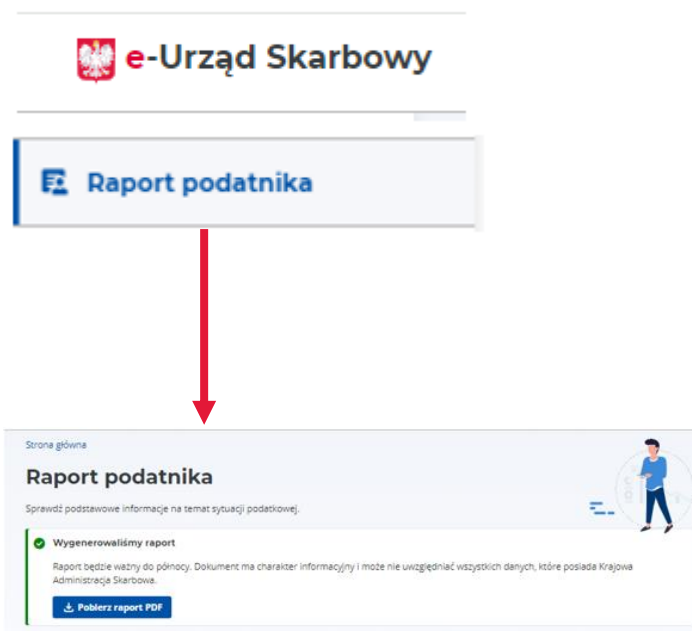 e-Urząd Skarbowy
Raport podatnika
Strona główna
Raport podatnika
Sprawdź podstawowe informacje na temat sytuacji podatkowej.
Wygenerowaliśmy raport
Raport będzie ważny do północy. Dokument ma charakter informacyjny i może nie uwzględniać wszystkich danych, które posiada Krajowa
Administracja Skarbowa.
Pobierz raport PDF